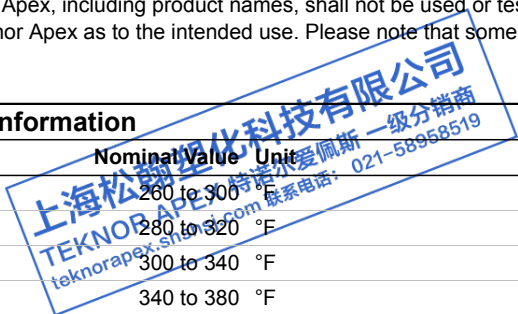 Apex, including product names, shall not be used or tes
nor Apex as to the intended use. Please note that some
nformation
Nominal Value Unit
260 to 300 °F
280 to 320 °F
300 to 340 °F
340 to 380 °F
上海松翰塑化科技有限公司
TEKNOR APEX 特诺尔爱佩斯 一级分销商
teknorapex.shshsj.com 联系电话：021-58958519